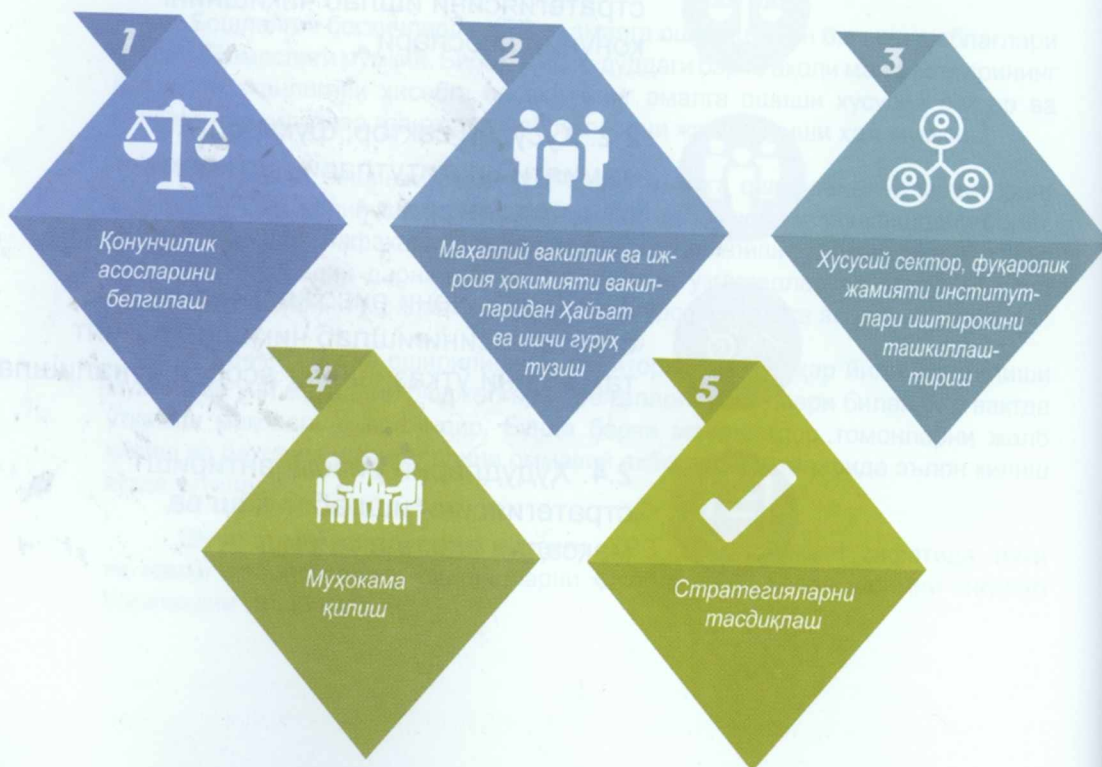 1
Қонунчилик
асосларини
белгилаш
2
Маҳаллий вакиллик ва иж-
роия ҳокимияти вакил-
ларидан Ҳайъат
ва ишчи гуруҳ
тузиш
3
Хусусий сектор, фуқаролик
жамияти институт-
лари иштирокини
ташкиллаш-
тириш
4
Муҳокама
қилиш
5
Стратегияларни
тасдиқлаш